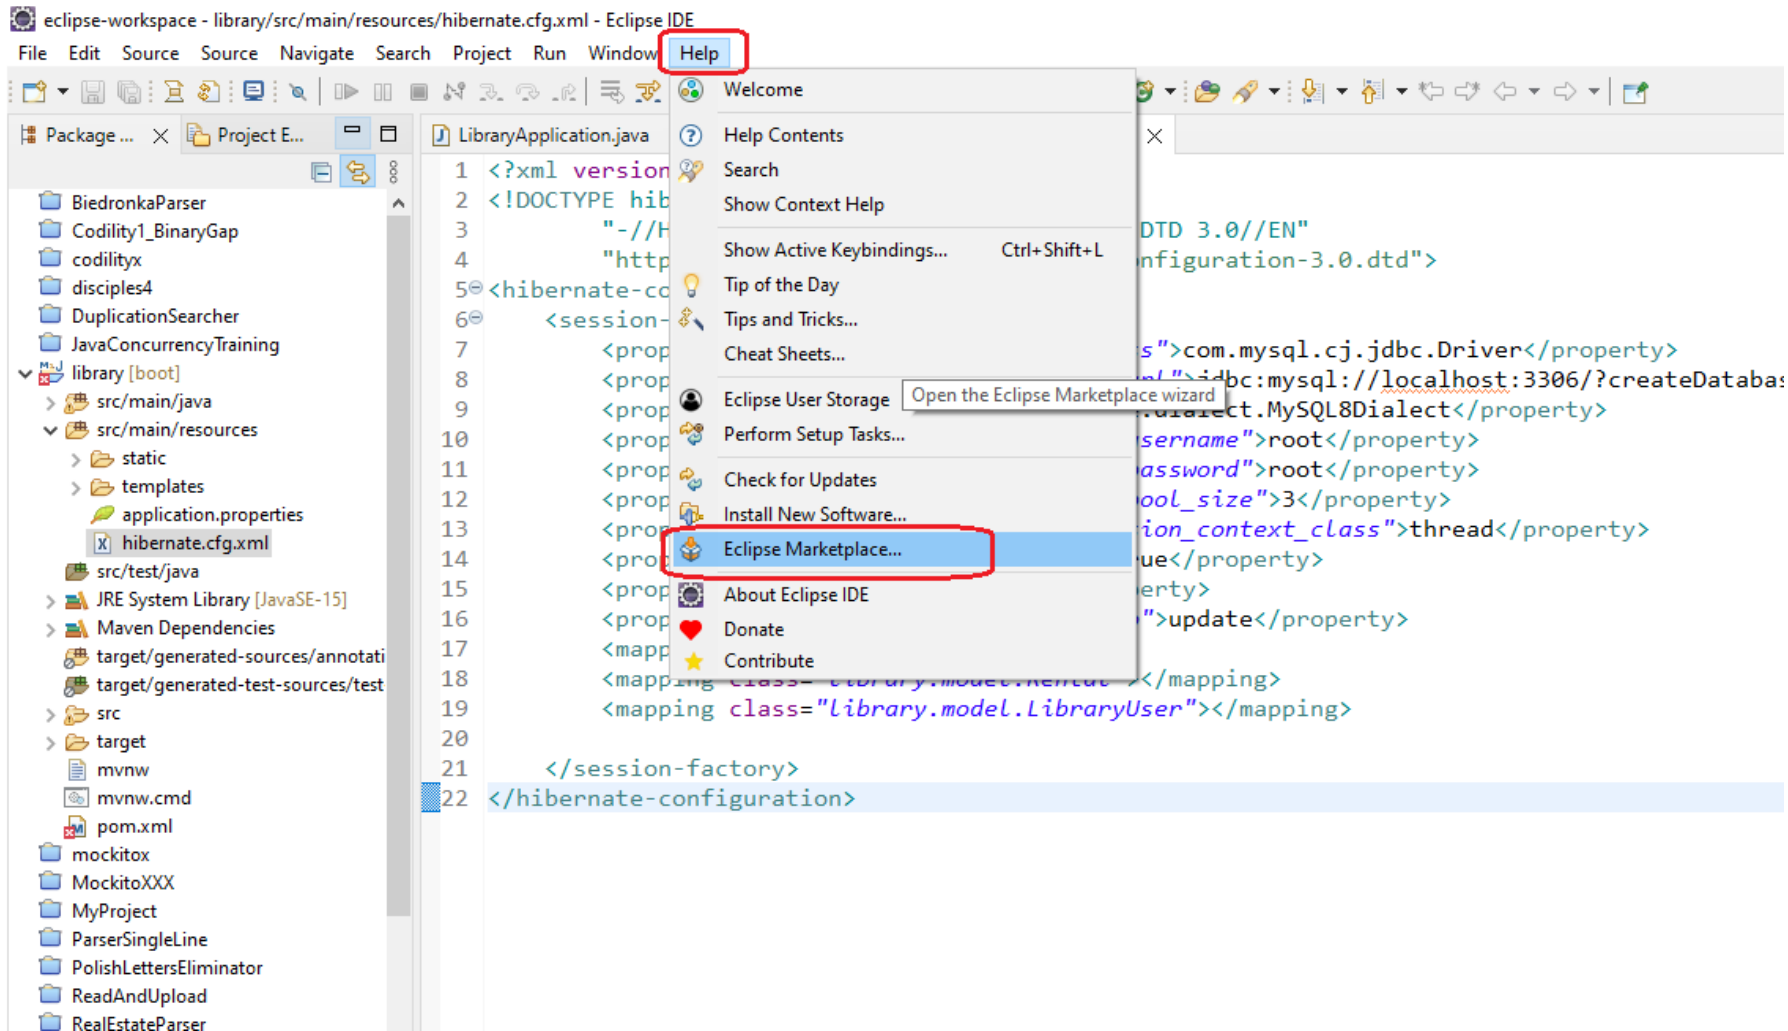 eclipse-workspace - library/src/main/resources/hibernate.cfg.xml - Eclipse IDE
File Edit Source Source Navigate Search Project Run Window Help
Package ... Project E...
BiedronkaParser
Codility1_BinaryGap
codilityx
disciples4
DuplicationSearcher
JavaConcurrencyTraining
library [boot]
src/main/java
src/main/resources
static
templates
application.properties
hibernate.cfg.xml
src/test/java
JRE System Library [JavaSE-15]
Maven Dependencies
target/generated-sources/annotati
target/generated-test-sources/test
src
target
mvnw
mvnw.cmd
pom.xml
mockitox
MockitoXXX
MyProject
ParserSingleLine
PolishLettersEliminator
ReadAndUpload
RealEstateParser
Welcome
Help Contents
Search
Show Context Help
Show Active Keybindings... Ctrl+Shift+L
Tip of the Day
Tips and Tricks...
Cheat Sheets...
Eclipse User Storage
Open the Eclipse Marketplace wizard
Perform Setup Tasks...
Check for Updates
Install New Software...
Eclipse Marketplace...
About Eclipse IDE
Donate
Contribute
LibraryApplication.java
1 <?xml version
2 <!DOCTYPE hib
3 "-//H DTD 3.0//EN"
4 "http nfiguration-3.0.dtd">
5 <hibernate-co
6 <session-
7 <prop s">com.mysql.cj.jdbc.Driver</property>
8 <prop jdbc:mysql://localhost:3306/?createDatabas
9 <prop .dialect.MySQL8Dialect</property>
10 <prop sername">root</property>
11 <prop assword">root</property>
12 <prop ool_size">3</property>
13 <prop ion_context_class">thread</property>
14 <prop ue</property>
15 <prop erty>
16 <prop ">update</property>
17 <mapp
18 <mapping class="library.model.Rental"></mapping>
19 <mapping class="library.model.LibraryUser"></mapping>
20
21 </session-factory>
22 </hibernate-configuration>